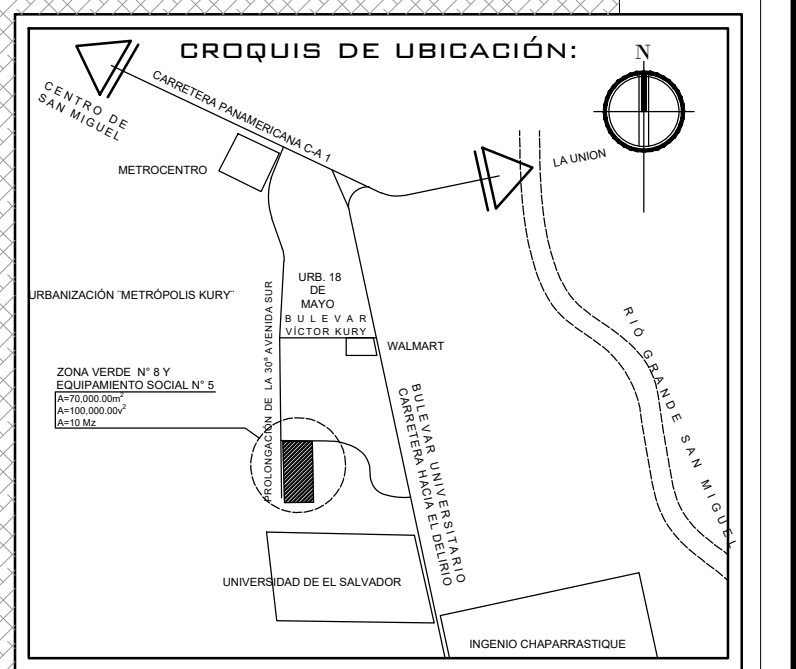 CROQUIS DE UBICACIÓN:
N
CENTRO DE
SAN MIGUEL
CARRETERA PANAMERICANA C-A 1
METROCENTRO
LA UNION
URBANIZACIÓN ¨METRÓPOLIS KURY¨
URB. 18
DE
MAYO
BULEVAR
VÍCTOR KURY
WALMART
PROLONGACIÓN DE LA 30ª AVENIDA SUR
RIÓ GRANDE SAN MIGUEL
ZONA VERDE N° 8 Y
EQUIPAMIENTO SOCIAL N° 5
A=70,000.00m²
A=100,000.00v²
A=10 Mz
BULEVAR UNIVERSITARIO
CARRETERA HACIA EL DELIRIO
UNIVERSIDAD DE EL SALVADOR
INGENIO CHAPARRASTIQUE